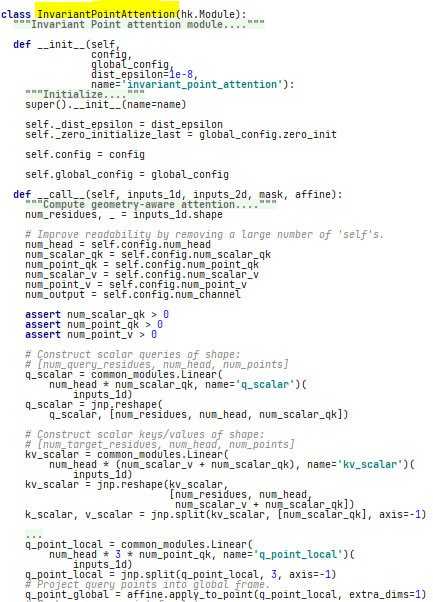 class InvariantPointAttention(hk.Module):
"""Invariant Point attention module...."""
def __init__(self,
config,
global_config,
dist_epsilon=1e-8,
name='invariant_point_attention'):
"""Initialize...."""
super().__init__(name=name)
self._dist_epsilon = dist_epsilon
self._zero_initialize_last = global_config.zero_init
self.config = config
self.global_config = global_config
def __call__(self, inputs_1d, inputs_2d, mask, affine):
"""Compute geometry-aware attention...."""
num_residues, _ = inputs_1d.shape
# Improve readability by removing a large number of 'self's.
num_head = self.config.num_head
num_scalar_qk = self.config.num_scalar_qk
num_point_qk = self.config.num_point_qk
num_scalar_v = self.config.num_scalar_v
num_point_v = self.config.num_point_v
num_output = self.config.num_channel
assert num_scalar_qk > 0
assert num_point_qk > 0
assert num_point_v > 0
# Construct scalar queries of shape:
# [num_query_residues, num_head, num_points]
q_scalar = common_modules.Linear(
num_head * num_scalar_qk, name='q_scalar')(
inputs_1d)
q_scalar = jnp.reshape(
q_scalar, [num_residues, num_head, num_scalar_qk])
# Construct scalar keys/values of shape:
# [num_target_residues, num_head, num_points]
kv_scalar = common_modules.Linear(
num_head * (num_scalar_v + num_scalar_qk), name='kv_scalar')(
inputs_1d)
kv_scalar = jnp.reshape(kv_scalar,
[num_residues, num_head,
num_scalar_v + num_scalar_qk])
k_scalar, v_scalar = jnp.split(kv_scalar, [num_scalar_qk], axis=-1)
...
q_point_local = common_modules.Linear(
num_head * 3 * num_point_qk, name='q_point_local')(
inputs_1d)
q_point_local = jnp.split(q_point_local, 3, axis=-1)
# Project query points into global frame.
q_point_global = affine.apply_to_point(q_point_local, extra_dims=1)